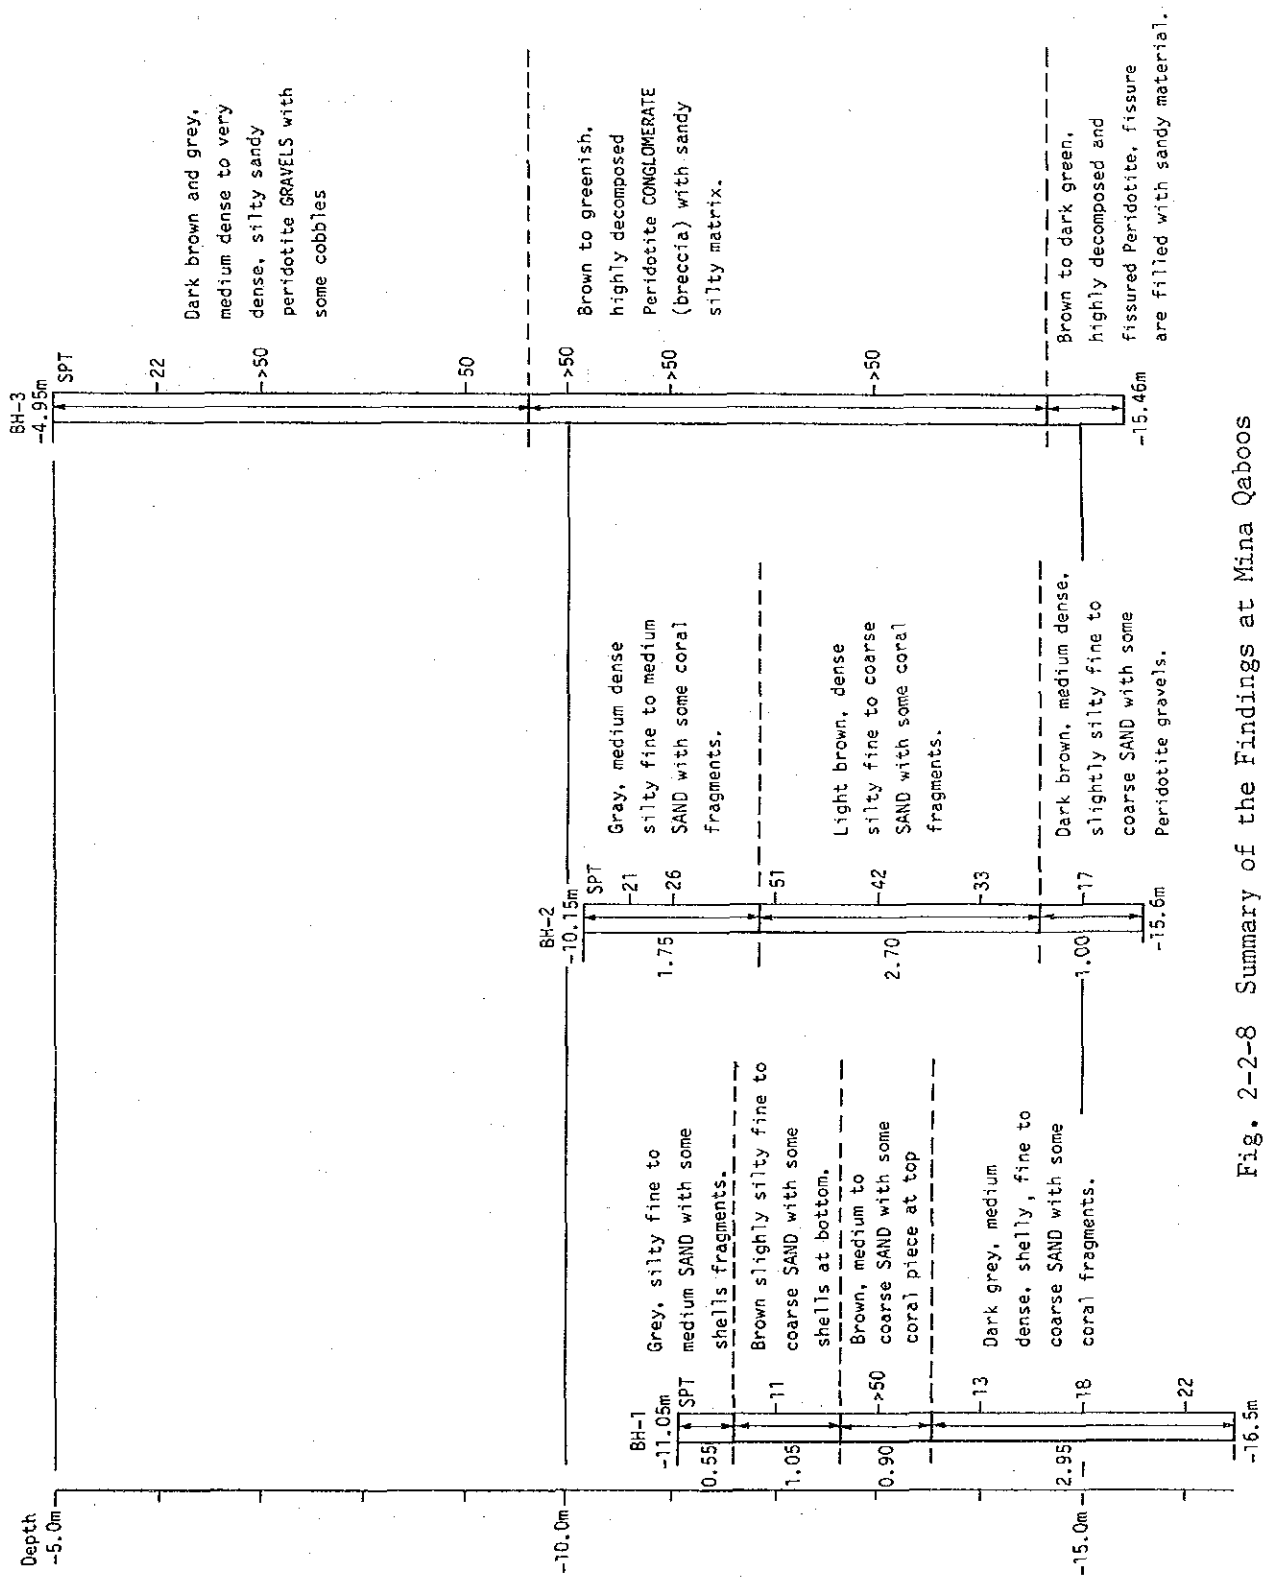 Depth
-5.0m
-10.0m
-15.0m
BH-1
-11.05m
SPT
0.55
1.05
0.90
2.95
11
>50
13
18
22
-16.5m
Grey, silty fine to
medium SAND with some
shells fragments.
Brown slighly silty fine to
coarse SAND with some
shells at bottom.
Brown, medium to
coarse SAND with some
coral piece at top
Dark grey, medium
dense, shelly, fine to
coarse SAND with some
coral fragments.
BH-2
-10.15m
SPT
1.75
2.70
1.00
21
26
51
42
33
17
-15.6m
Gray, medium dense
silty fine to medium
SAND with some coral
fragments.
Light brown, dense
silty fine to coarse
SAND with some coral
fragments.
Dark brown, medium dense,
slightly silty fine to
coarse SAND with some
Peridotite gravels.
BH-3
-4.95m
SPT
22
>50
50
>50
>50
>50
-15.46m
Dark brown and grey,
medium dense to very
dense, silty sandy
peridotite GRAVELS with
some cobbles
Brown to greenish,
highly decomposed
Peridotite CONGLOMERATE
(breccia) with sandy
silty matrix.
Brown to dark green,
highly decomposed and
fissured Peridotite, fissure
are filled with sandy material.
Fig. 2-2-8 Summary of the Findings at Mina Qaboos